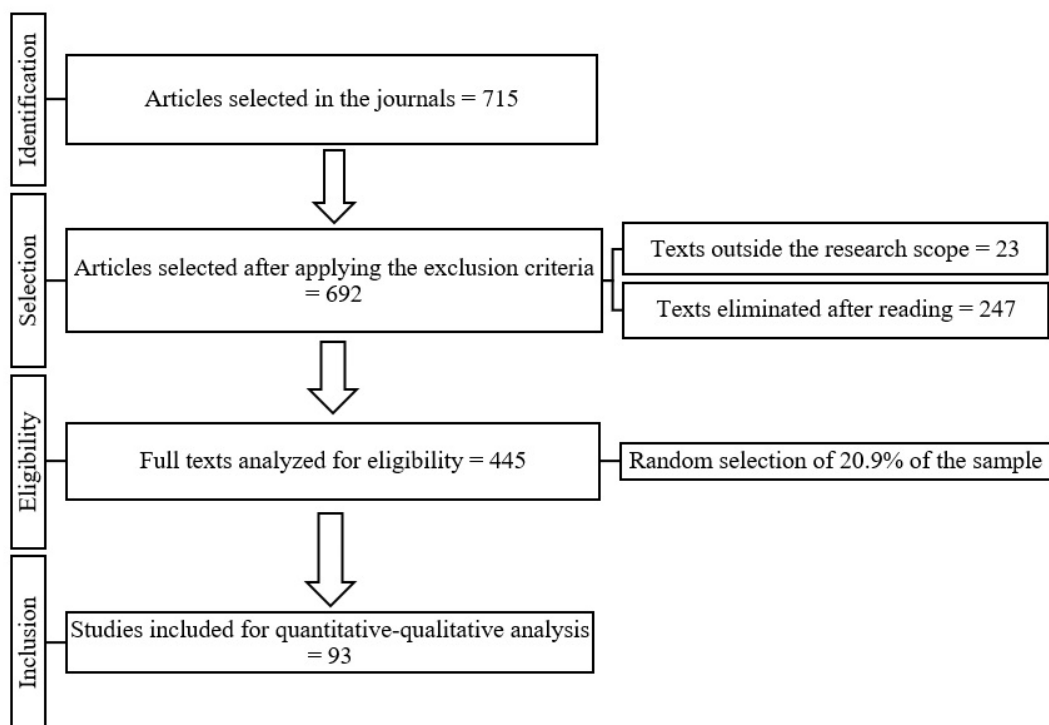 Identification
Articles selected in the journals = 715
Selection
Articles selected after applying the exclusion criteria
= 692
Texts outside the research scope = 23
Texts eliminated after reading = 247
Eligibility
Full texts analyzed for eligibility = 445
Random selection of 20.9% of the sample
Inclusion
Studies included for quantitative-qualitative analysis
= 93